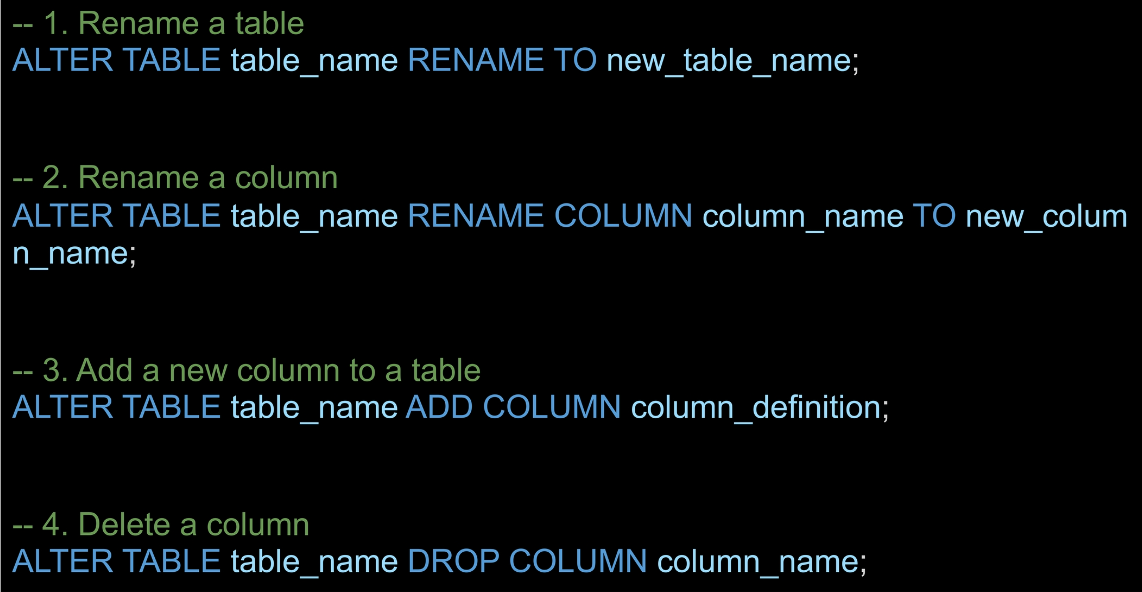 -- 1. Rename a table
ALTER TABLE table_name RENAME TO new_table_name;
-- 2. Rename a column
ALTER TABLE table_name RENAME COLUMN column_name TO new_colum
n_name;
-- 3. Add a new column to a table
ALTER TABLE table_name ADD COLUMN column_definition;
-- 4. Delete a column
ALTER TABLE table_name DROP COLUMN column_name;